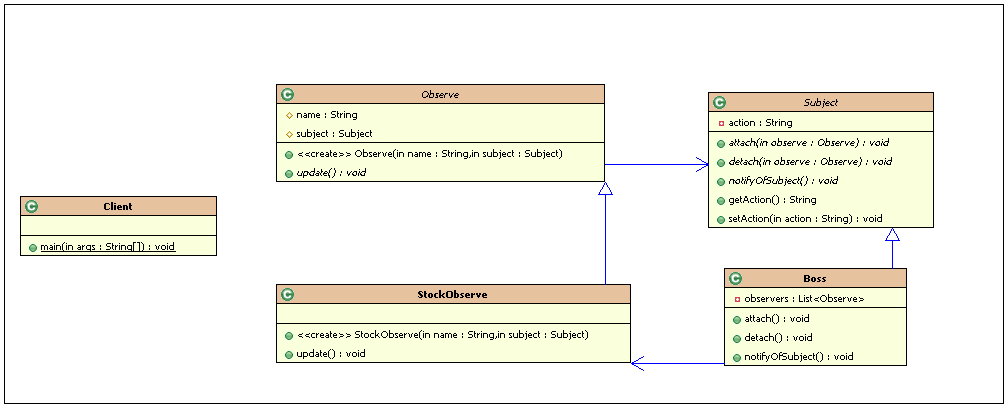 Observe
name : String
subject : Subject
<<create>> Observe(in name : String,in subject : Subject)
update() : void
Subject
action : String
attach(in observe : Observe) : void
detach(in observe : Observe) : void
notifyOfSubject() : void
getAction() : String
setAction(in action : String) : void
Client
main(in args : String[]) : void
StockObserve
<<create>> StockObserve(in name : String,in subject : Subject)
update() : void
Boss
observers : List<Observe>
attach() : void
detach() : void
notifyOfSubject() : void